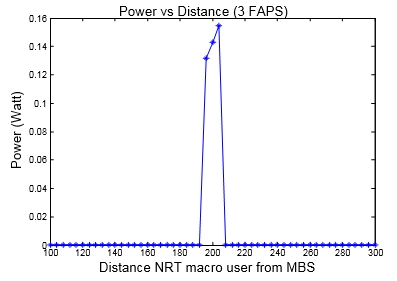 Power vs Distance (3 FAPS)
0.16
0.14
0.12
0.1
0.08
0.06
0.04
0.02
0
100 120 140 160 180 200 220 240 260 280 300
Power (Watt)
Distance NRT macro user from MBS